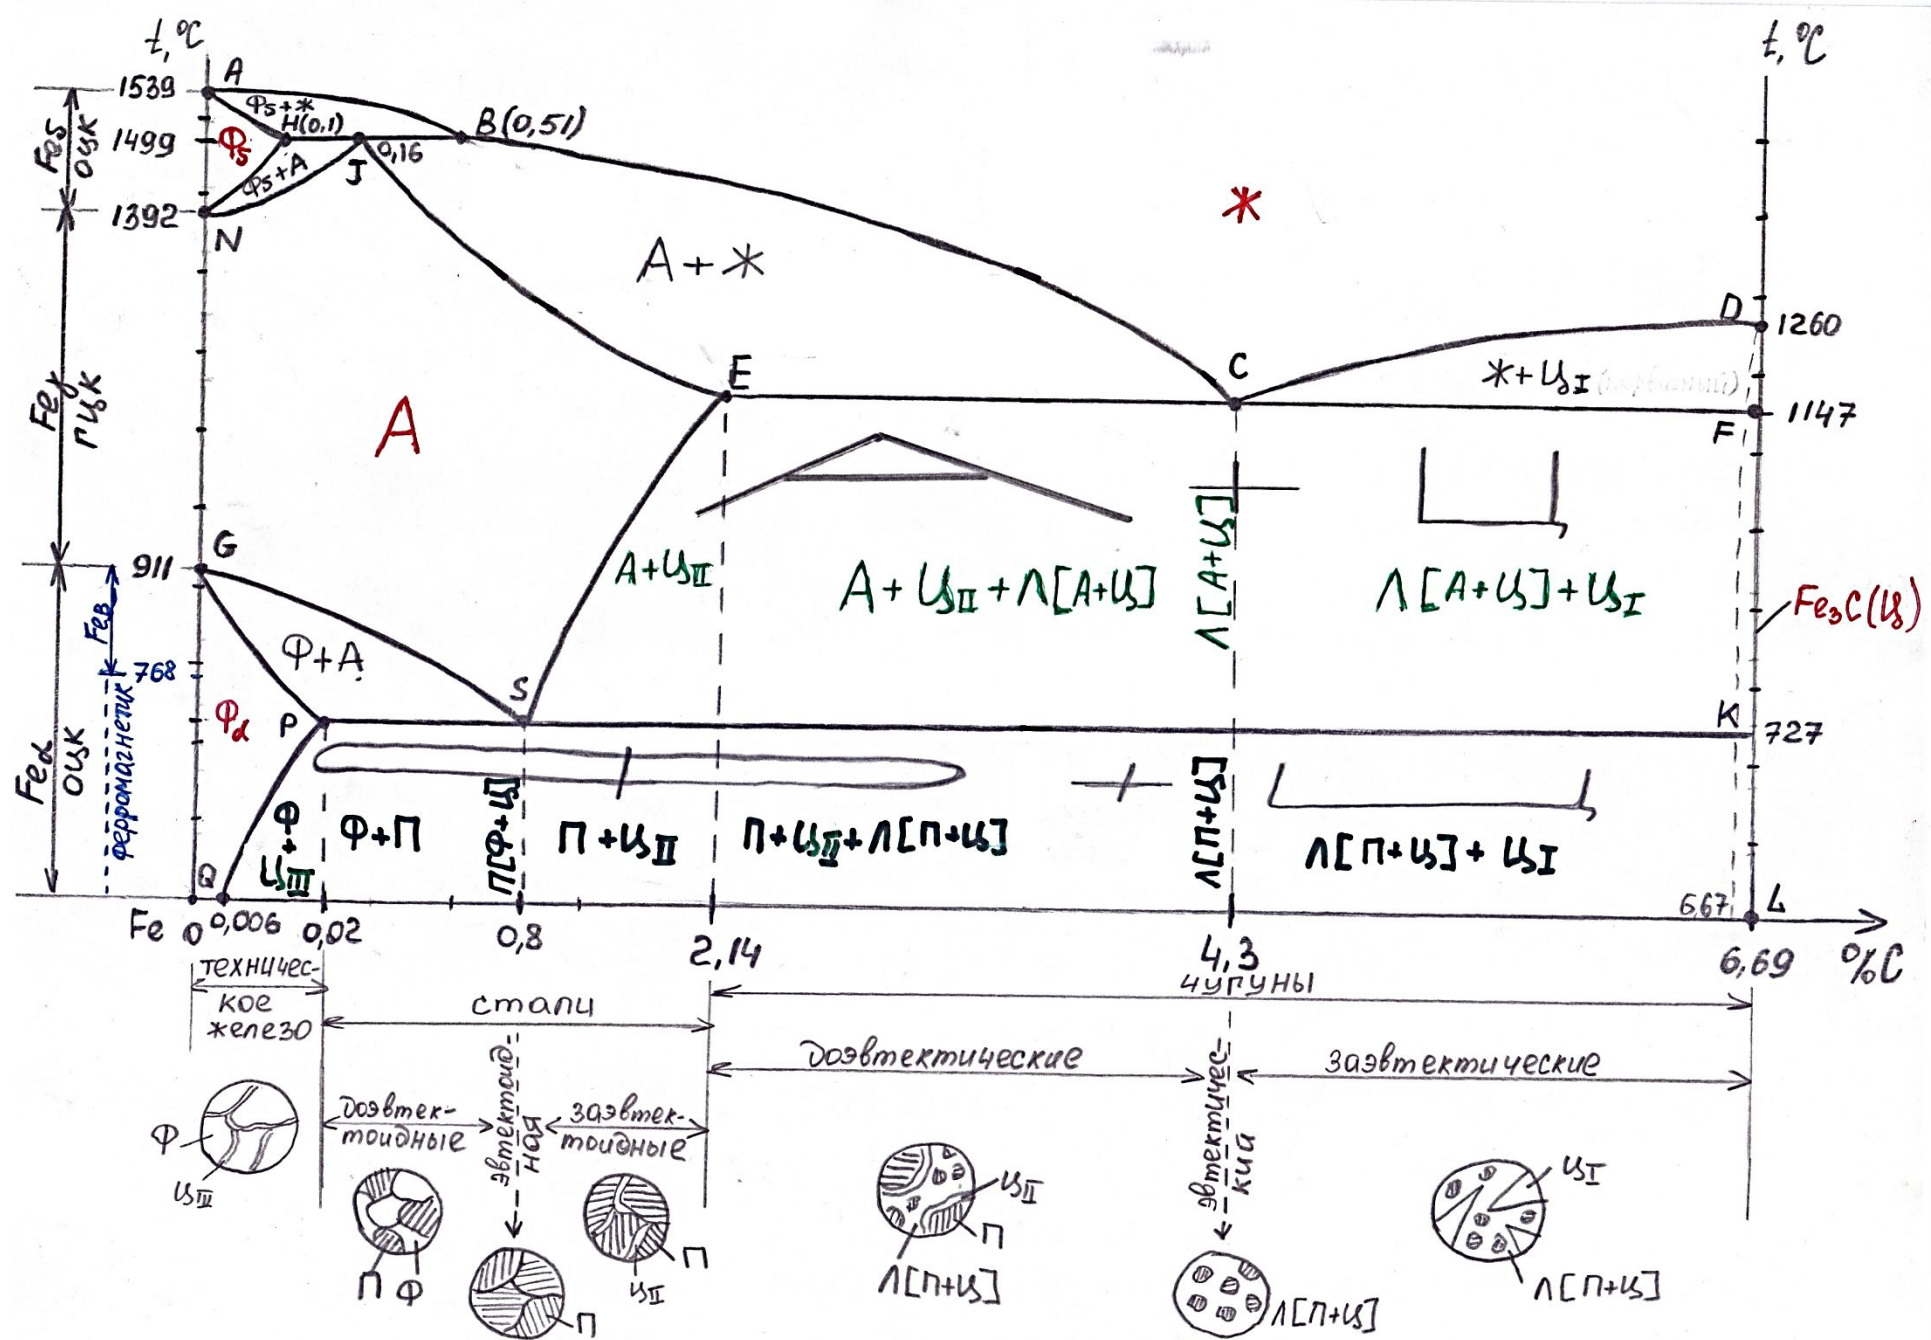 t,°C
t,°C
1539
A
Фδ+ж
H(0,1)
B(0,51)
1499
Фδ
0,16
J
Feδ
ОЦК
Фδ+А
1392
N
ж
А+ж
D
1260
Feγ
ГЦК
E
C
ж+ЦI
1147
F
А
G
911
А+ЦII
А+ЦII+Л[А+Ц]
Л[А+Ц]
Л[А+Ц]+ЦI
Fe3C(Ц)
Feβ
Ф+А
768
S
Фα
P
K
727
Feα
ОЦК
ферромагнетик
Ф+ЦIII
Ф+П
П[Ф+Ц]
П+ЦII
П+ЦII+Л[П+Ц]
Л[П+Ц]
Л[П+Ц]+ЦI
Q
6,67
L
Fe
0
0,006
0,02
0,8
2,14
4,3
6,69
%C
техничес-
кое
железо
стали
чугуны
доэвтектические
эвтектичес-
кий
заэвтектические
доэвтек-
тоидные
эвтектоид-
ная
заэвтек-
тоидные
Ф
ЦIII
П
Ф
П
П
ЦII
ЦII
П
Л[П+Ц]
Л[П+Ц]
ЦI
Л[П+Ц]